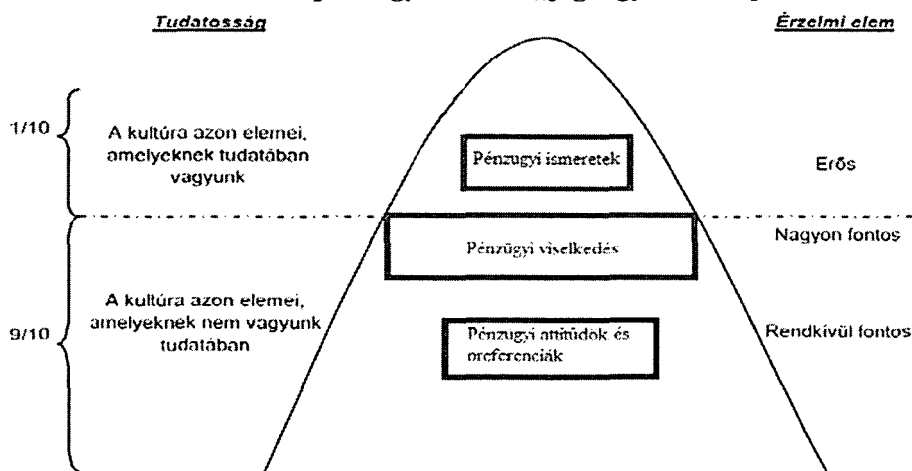 Tudatosság
Érzelmi elem
1/10
A kultúra azon elemei,
amelyeknek tudatában
vagyunk
Pénzügyi ismeretek
Erős
Pénzügyi viselkedés
Nagyon fontos
9/10
A kultúra azon elemei,
amelyeknek nem vagyunk
tudatában
Pénzügyi attitűdök és
preferenciák
Rendkívül fontos